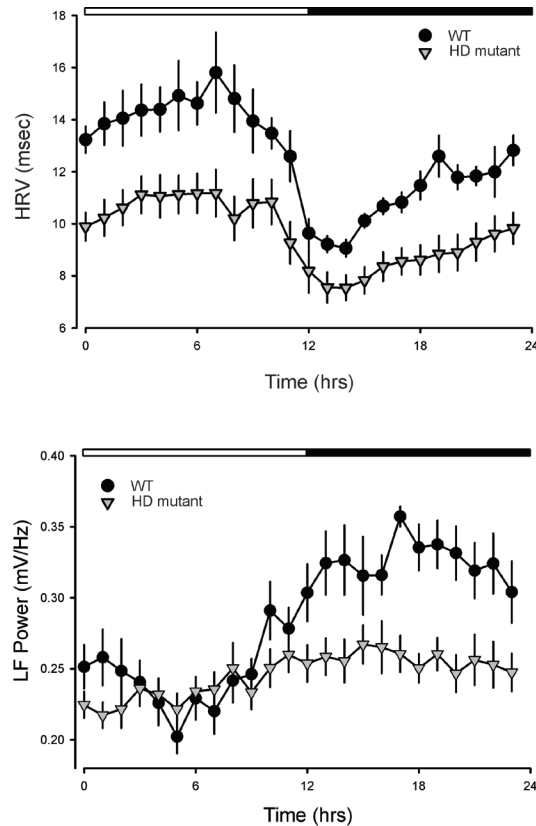 18
16
14
12
10
8
6
HRV (msec)
WT
HD mutant
0
6
12
18
24
Time (hrs)
0.40
0.35
0.30
0.25
0.20
LF Power (mV/Hz)
WT
HD mutant
0
6
12
18
24
Time (hrs)